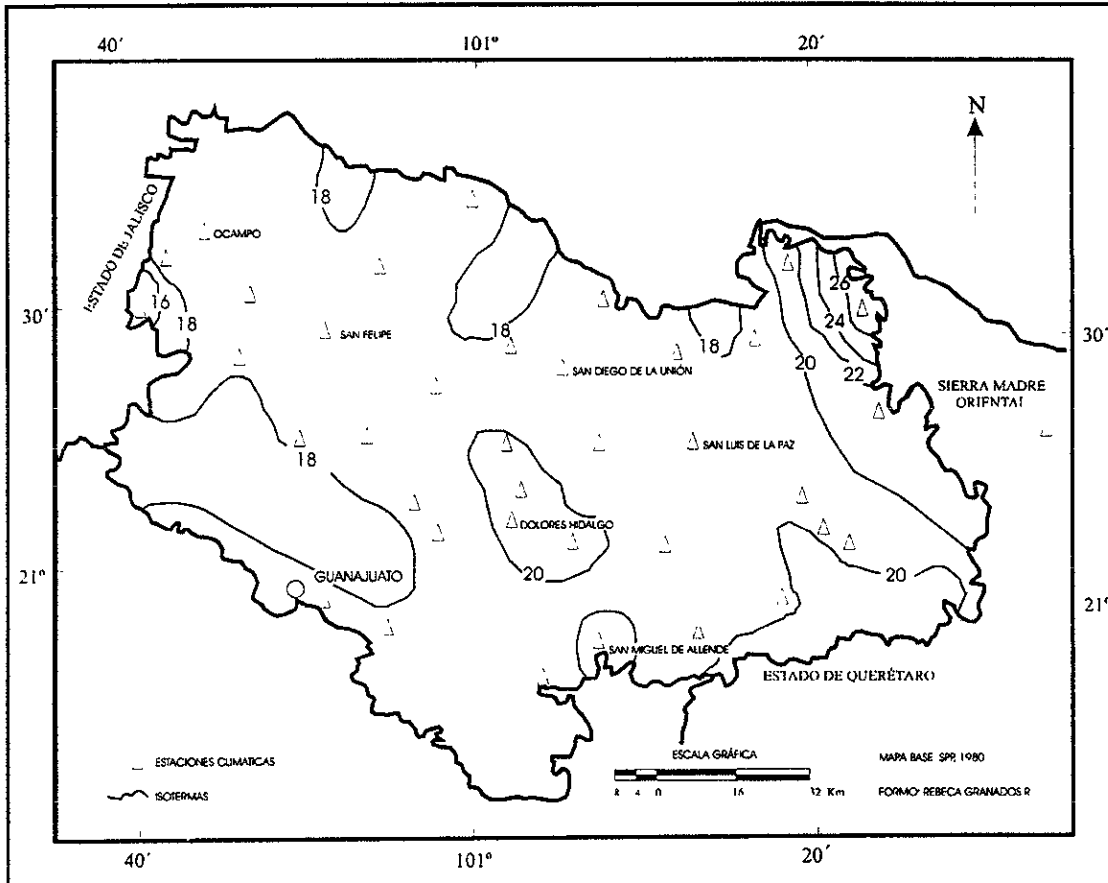 40´ 101° 20´
N
ESTADO DE JALISCO
18
OCAMPO
16
18
30´
SAN FELIPE
18
SAN DIEGO DE LA UNIÓN
18
26
24
22
20
30´
SIERRA MADRE
ORIENTAL
18
SAN LUIS DE LA PAZ
DOLORES HIDALGO
20
20
21°
GUANAJUATO
21°
SAN MIGUEL DE ALLENDE
ESTADO DE QUERÉTARO
ESTACIONES CLIMATICAS
ISOTERMAS
ESCALA GRÁFICA
8 4 0 16 32 Km
MAPA BASE SPP, 1980
FORMO: REBECA GRANADOS R
40´ 101° 20´